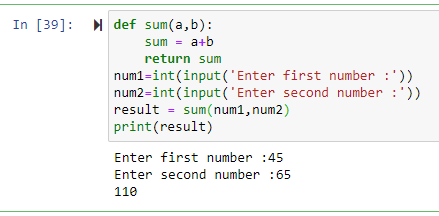 In [39]: def sum(a,b):
    sum = a+b
    return sum
num1=int(input('Enter first number :'))
num2=int(input('Enter second number :'))
result = sum(num1,num2)
print(result)
Enter first number :45
Enter second number :65
110